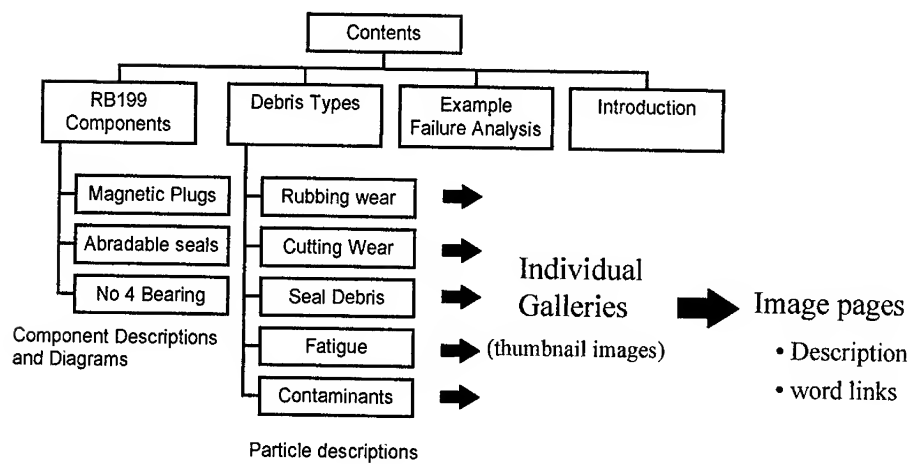 Contents
RB199
Components
Debris Types
Example
Failure Analysis
Introduction
Magnetic Plugs
Abradable seals
No 4 Bearing
Component Descriptions
and Diagrams
Rubbing wear
Cutting Wear
Seal Debris
Fatigue
Contaminants
Particle descriptions
Individual
Galleries
(thumbnail images)
Image pages
• Description
• word links